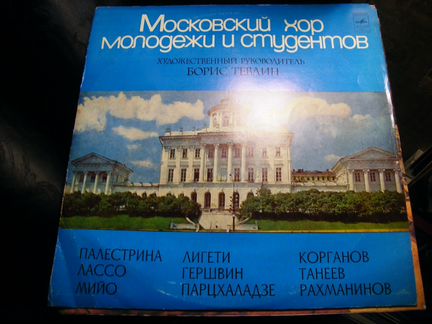 Московский хор
молодежи и студентов
ХУДОЖЕСТВЕННЫЙ РУКОВОДИТЕЛЬ
БОРИС ТЕВЛИН
ПАЛЕСТРИНА ЛИГЕТИ КОРГАНОВ
ЛАССО ГЕРШВИН ТАНЕЕВ
МИЙО ПАРЦХАЛАДЗЕ РАХМАНИНОВ